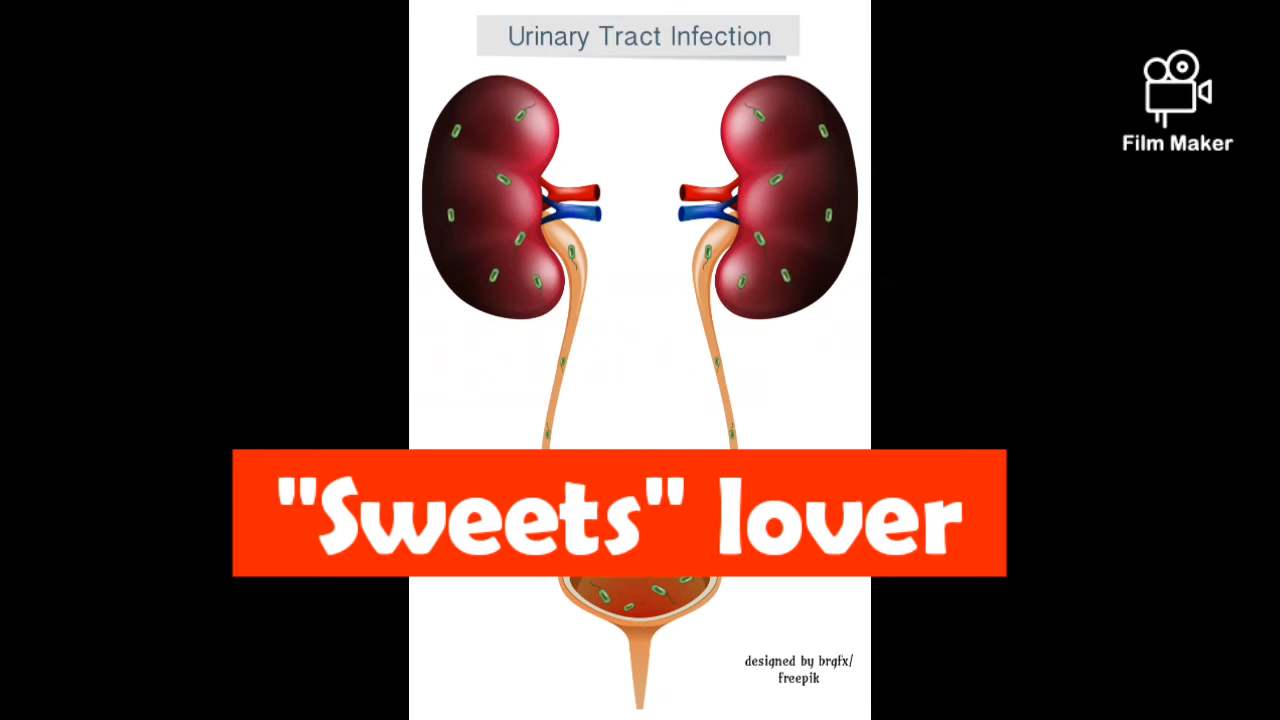 Urinary Tract Infection
Film Maker
"Sweets" lover
designed by brgfx/
freepik